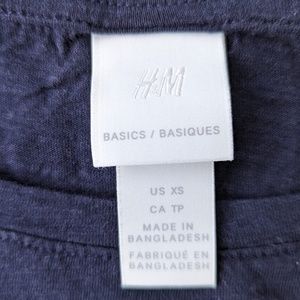 H&M
BASICS / BASIQUES
US XS
CA TP
MADE IN
BANGLADESH
FABRIQUÉ EN
BANGLADESH